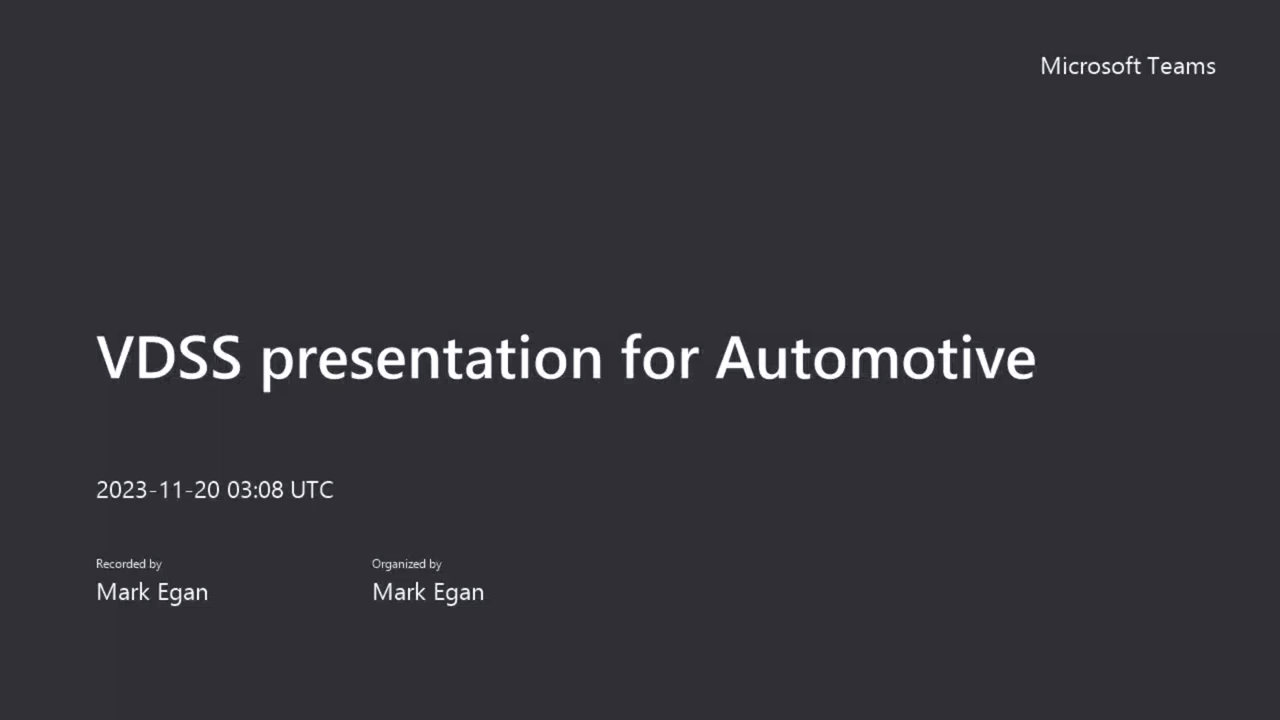 Microsoft Teams
VDSS presentation for Automotive
2023-11-20 03:08 UTC
Recorded by
Mark Egan
Organized by
Mark Egan